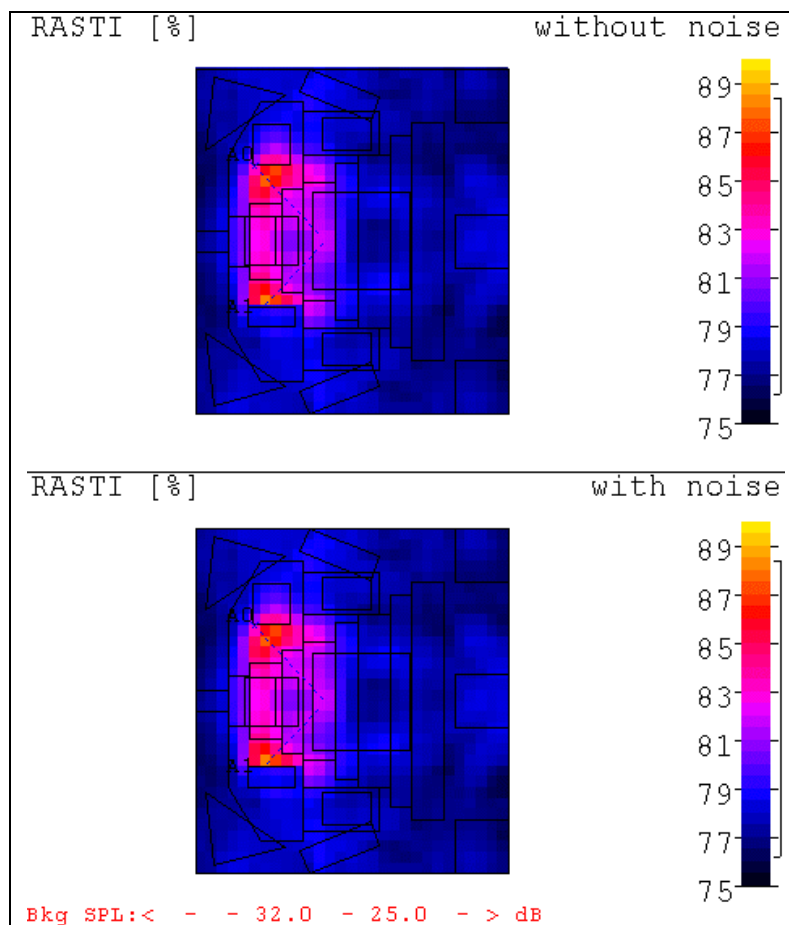 RASTI [%] without noise
89
A0
87
85
83
81
A1
79
77
75
RASTI [%] with noise
89
A0
87
85
83
81
A1
79
77
75
Bkg SPL:< - - 32.0 - 25.0 - > dB